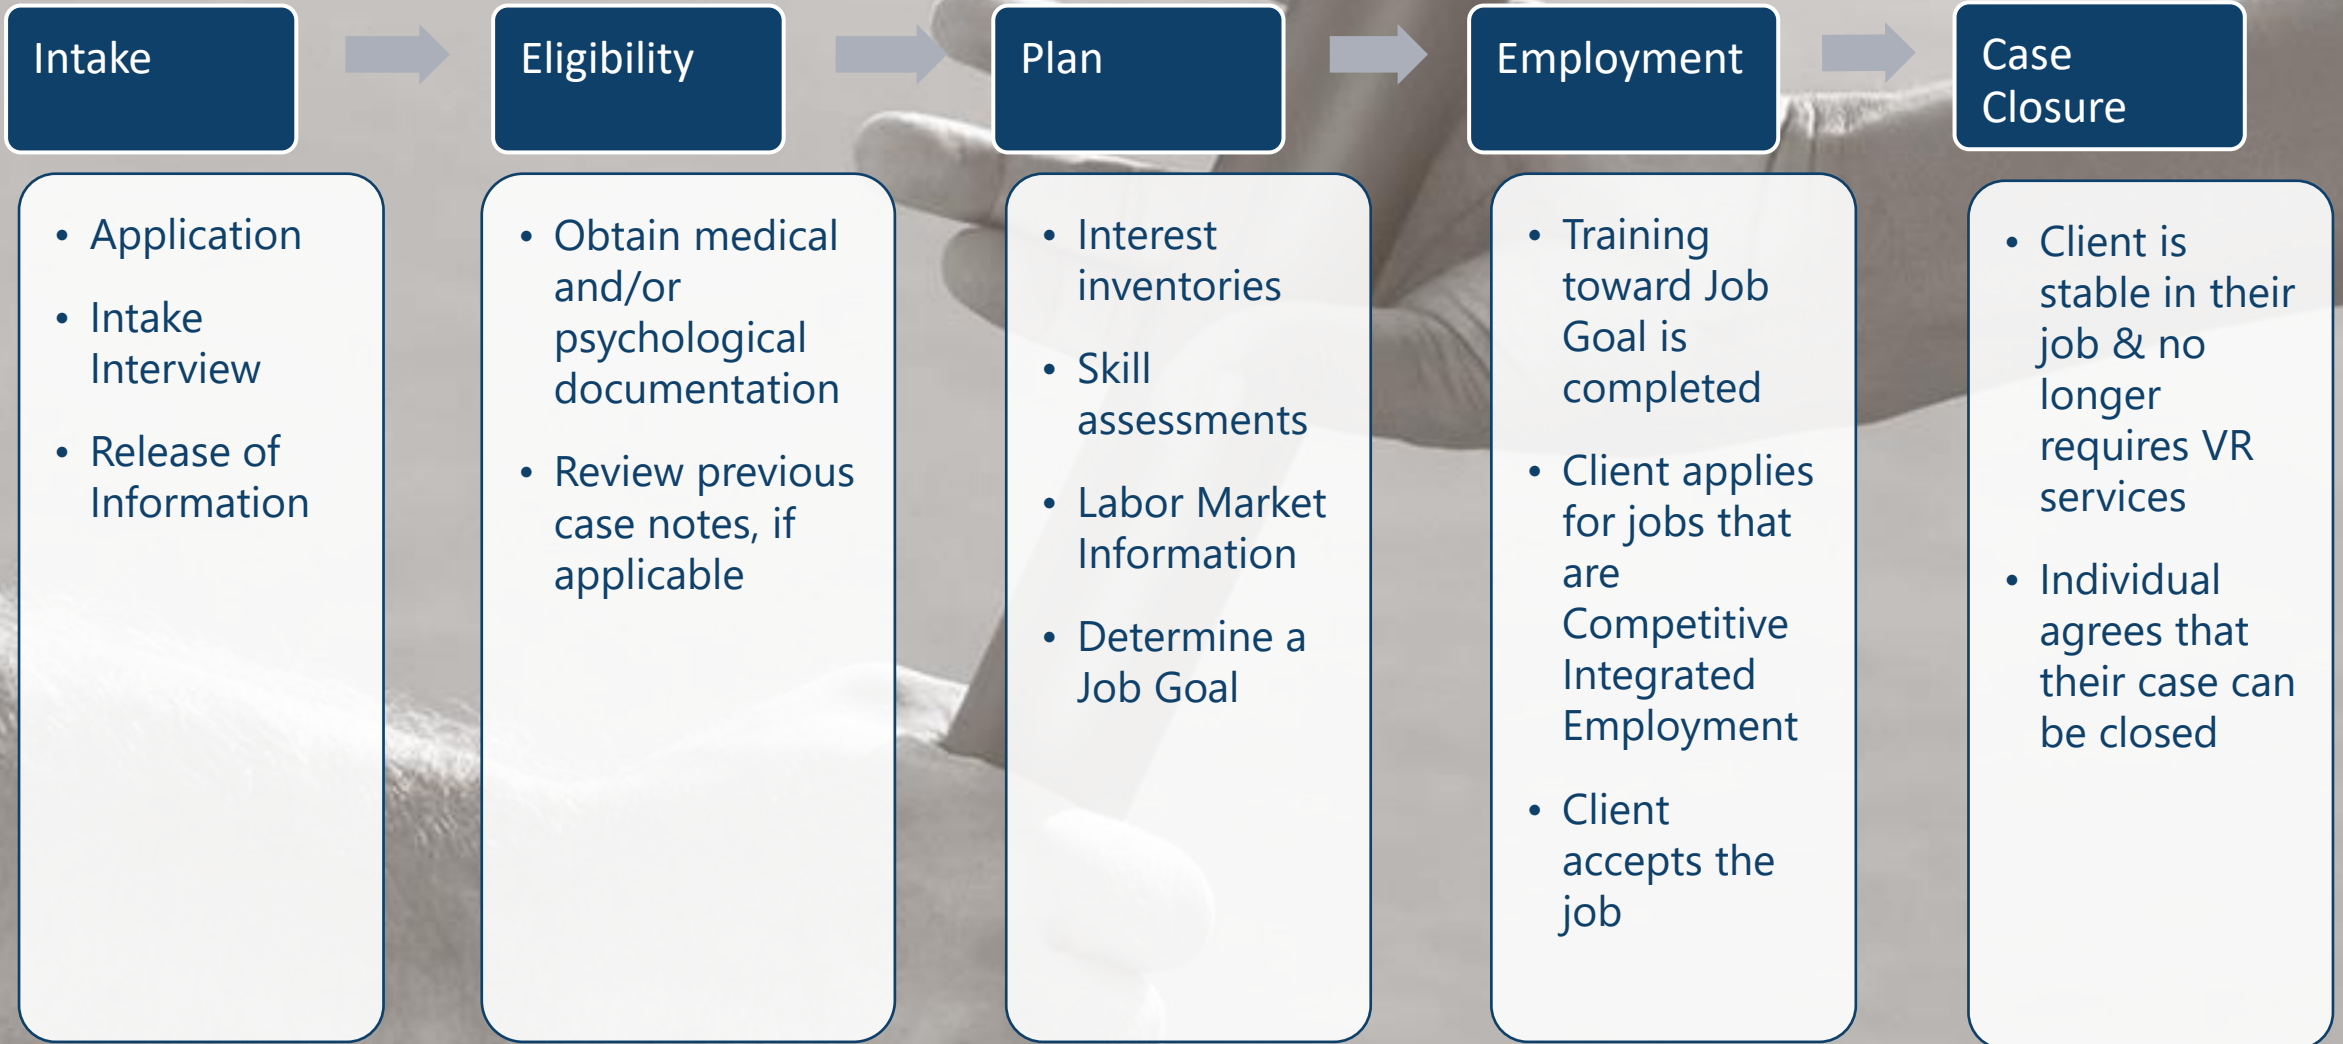 Intake
Eligibility
Plan
Employment
Case
Closure
• Application
• Intake
Interview
• Release of
Information
• Obtain medical
and/or
psychological
documentation
• Review previous
case notes, if
applicable
• Interest
inventories
• Skill
assessments
• Labor Market
Information
• Determine a
Job Goal
• Training
toward Job
Goal is
completed
• Client applies
for jobs that
are
Competitive
Integrated
Employment
• Client
accepts the
job
• Client is
stable in their
job & no
longer
requires VR
services
• Individual
agrees that
their case can
be closed